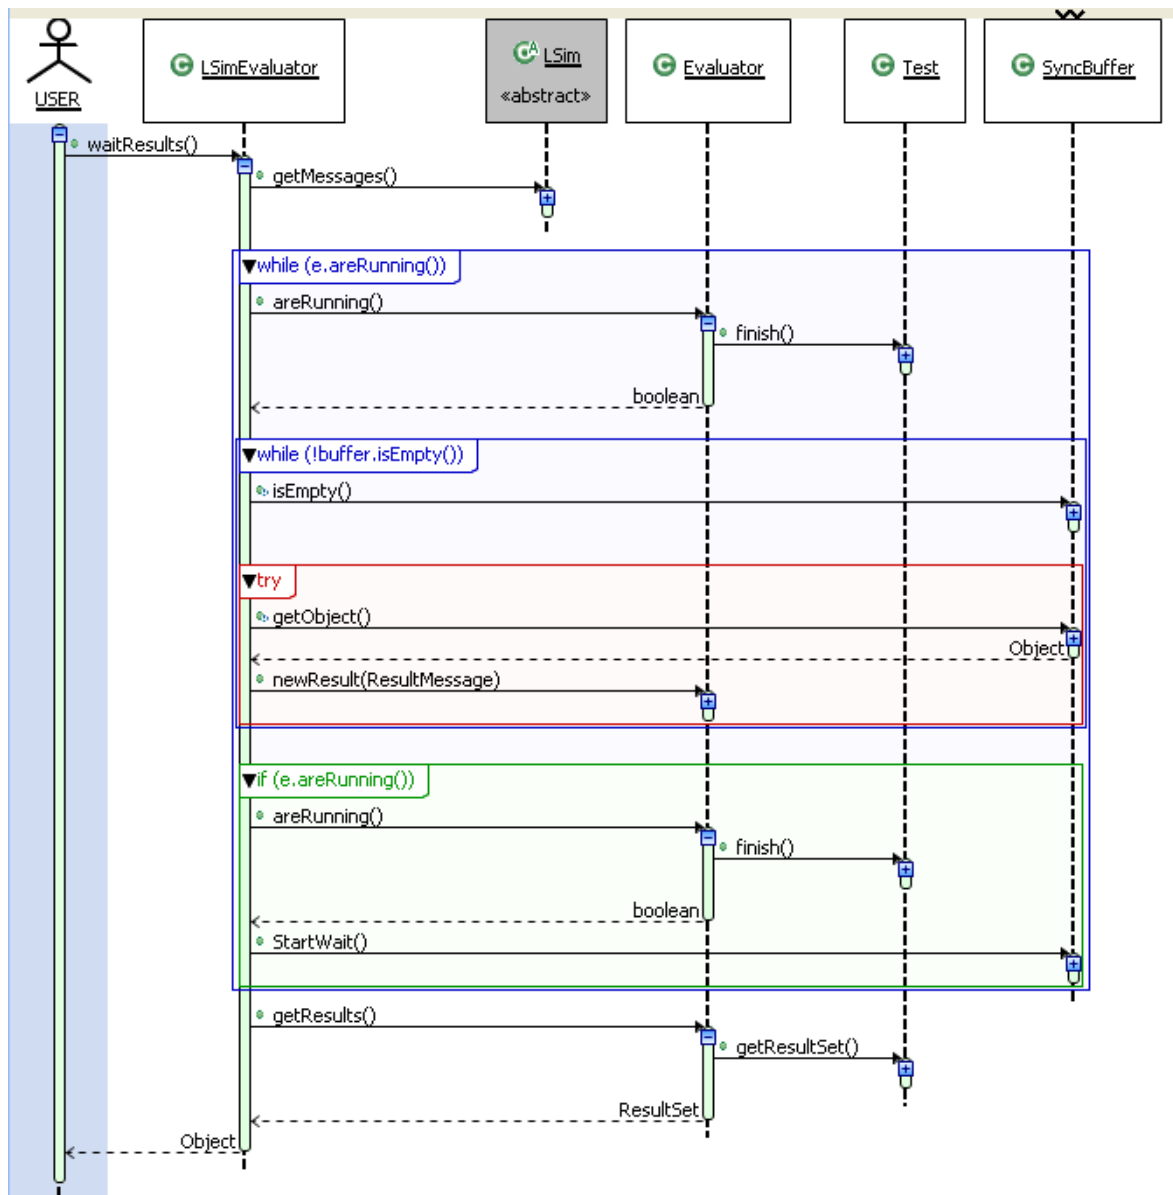 USER
C LSimEvaluator
C A LSim
«abstract»
C Evaluator
C Test
C SyncBuffer
waitResults()
getMessages()
while (e.areRunning())
areRunning()
finish()
boolean
while (!buffer.isEmpty())
isEmpty()
try
getObject()
Object
newResult(ResultMessage)
if (e.areRunning())
areRunning()
finish()
boolean
StartWait()
getResults()
getResultSet()
ResultSet
Object